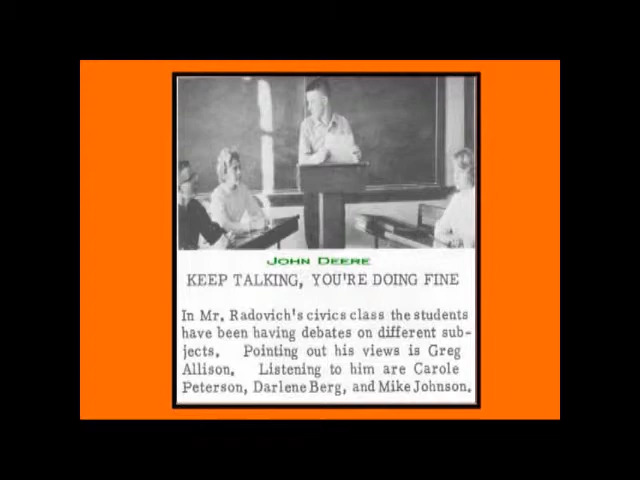 JOHN DEERE
KEEP TALKING, YOU'RE DOING FINE
In Mr. Radovich's civics class the students
have been having debates on different sub-
jects. Pointing out his views is Greg
Allison. Listening to him are Carole
Peterson, Darlene Berg, and Mike Johnson.